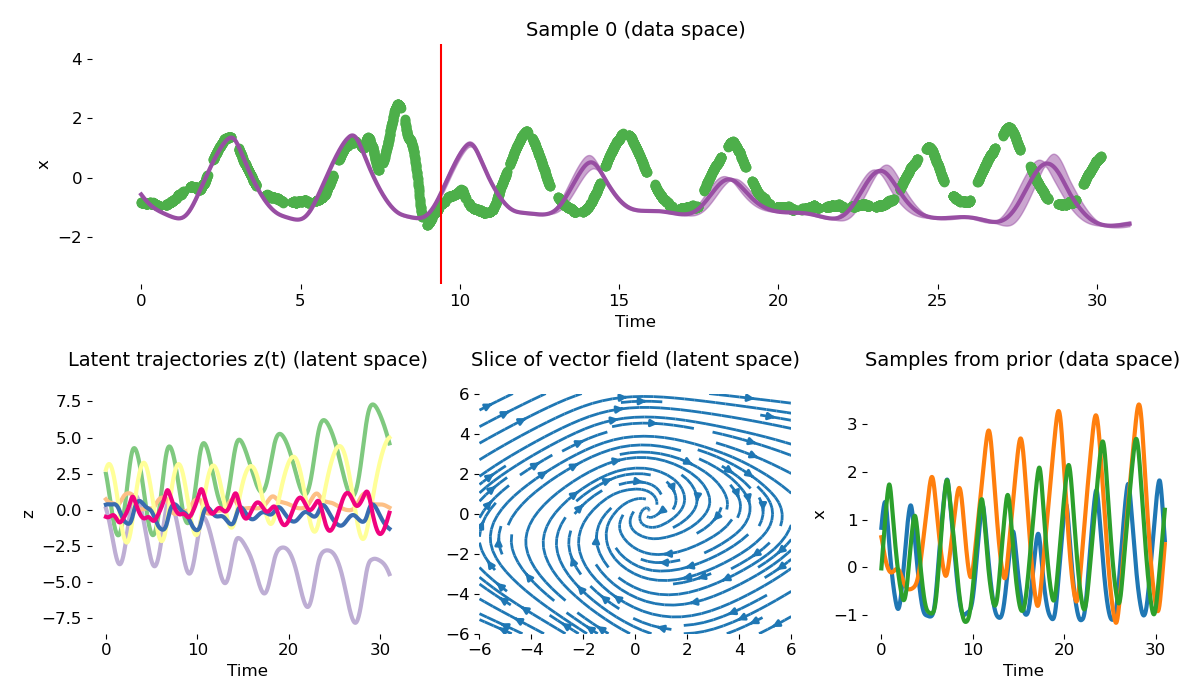 Sample 0 (data space)
4
2
0
−2
x
0 5 10 15 20 25 30
Time
Latent trajectories z(t) (latent space)
7.5
5.0
2.5
0.0
−2.5
−5.0
−7.5
z
0 10 20 30
Time
Slice of vector field (latent space)
6
4
2
0
−2
−4
−6
−6 −4 −2 0 2 4 6
Samples from prior (data space)
3
2
1
0
−1
x
0 10 20 30
Time